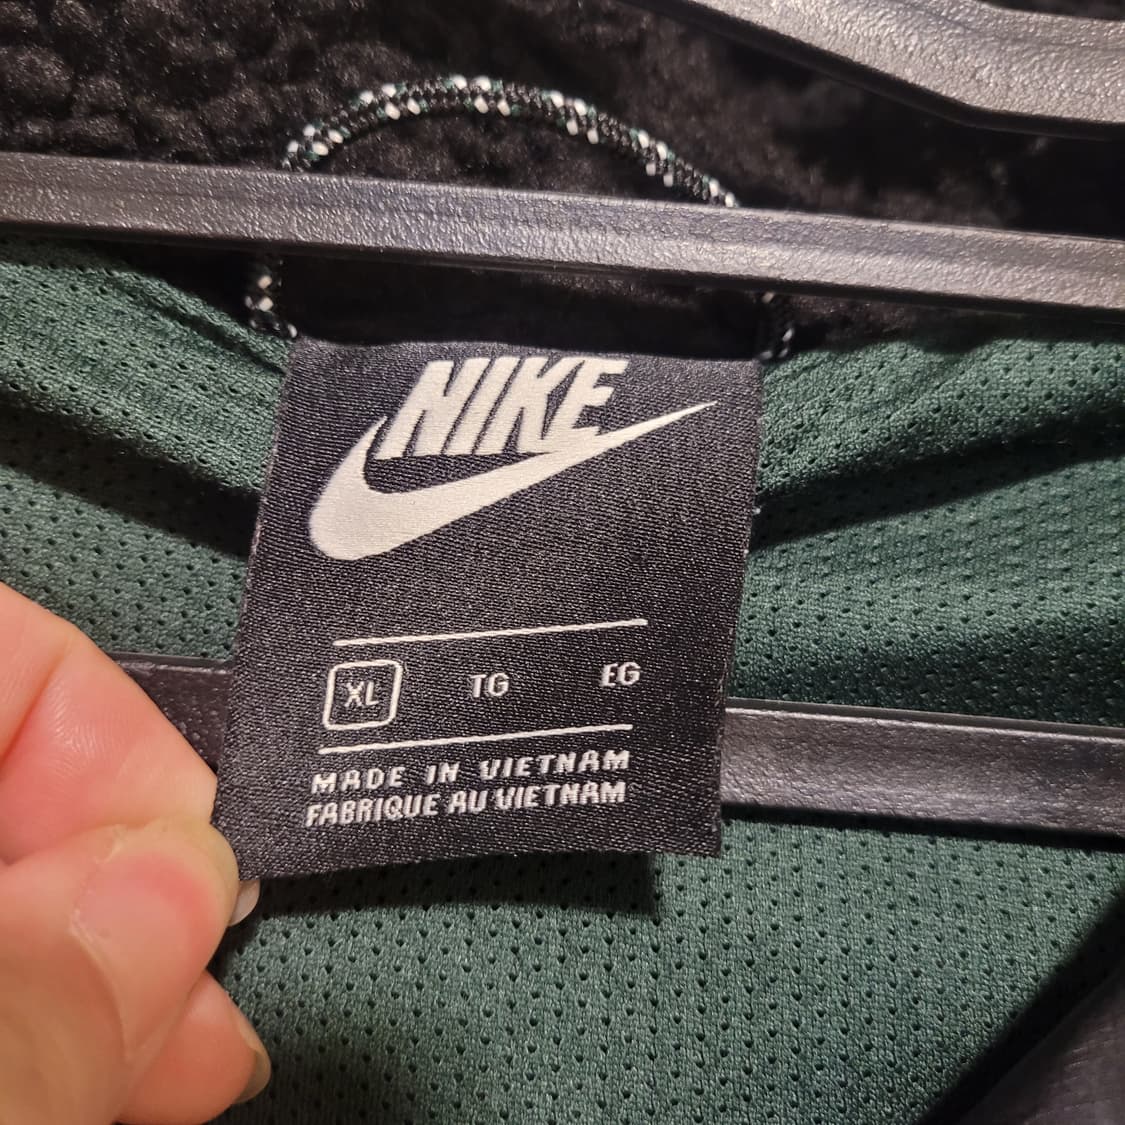 NIKE
XL TG EG
MADE IN VIETNAM
FABRIQUE AU VIETNAM